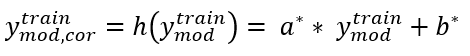 y_{mod,cor}^{train} = h(y_{mod}^{train}) = a^* * y_{mod}^{train} + b^*